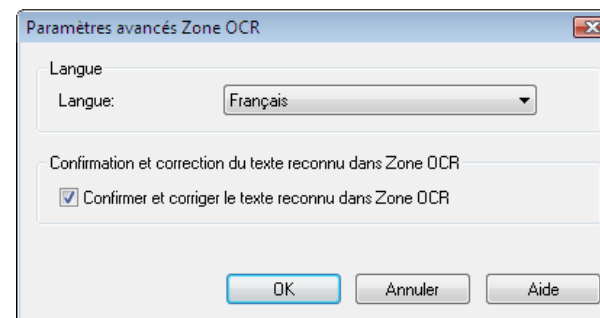 Paramètres avancés Zone OCR
Langue
Langue: Français
Confirmation et correction du texte reconnu dans Zone OCR
Confirmer et corriger le texte reconnu dans Zone OCR
OK Annuler Aide